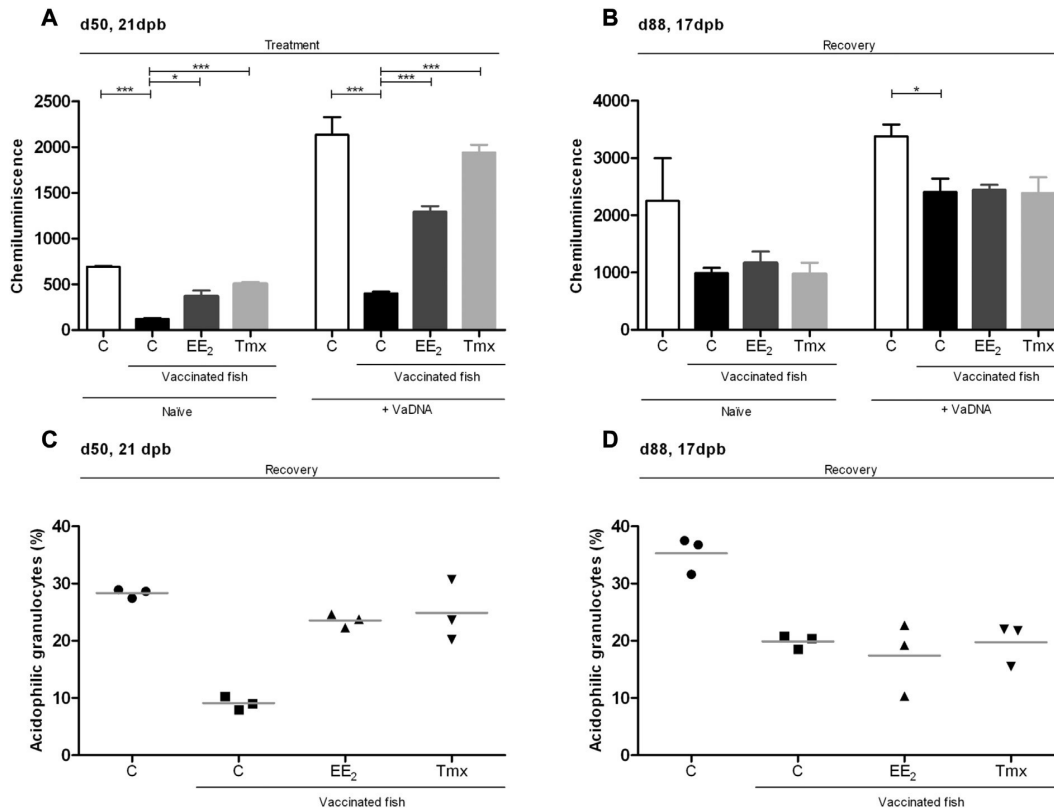 A
d50, 21dpb
Treatment
***
*
***
***
***
***
Chemiluminiscence
2500
2000
1500
1000
500
0
C C EE2 Tmx C C EE2 Tmx
Vaccinated fish Vaccinated fish
Naïve + VaDNA
B
d88, 17dpb
Recovery
*
Chemiluminiscence
4000
3000
2000
1000
0
C C EE2 Tmx C C EE2 Tmx
Vaccinated fish Vaccinated fish
Naïve + VaDNA
C
d50, 21 dpb
Recovery
Acidophilic granulocytes (%)
40
30
20
10
0
C C EE2 Tmx
Vaccinated fish
D
d88, 17dpb
Recovery
Acidophilic granulocytes (%)
40
30
20
10
0
C C EE2 Tmx
Vaccinated fish